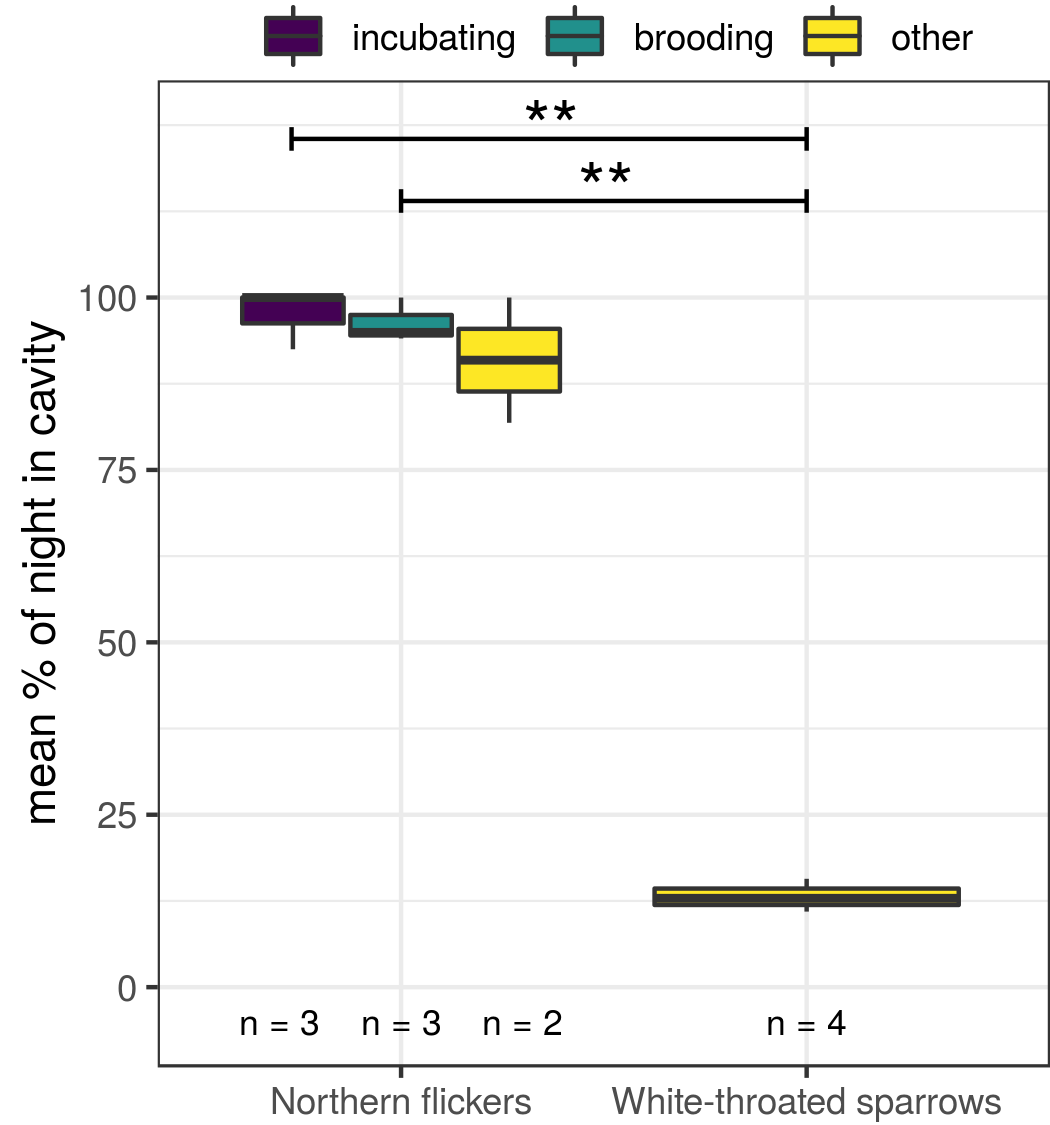 incubating brooding other
**
**
mean % of night in cavity
100
75
50
25
0
n = 3 n = 3 n = 2 n = 4
Northern flickers White-throated sparrows